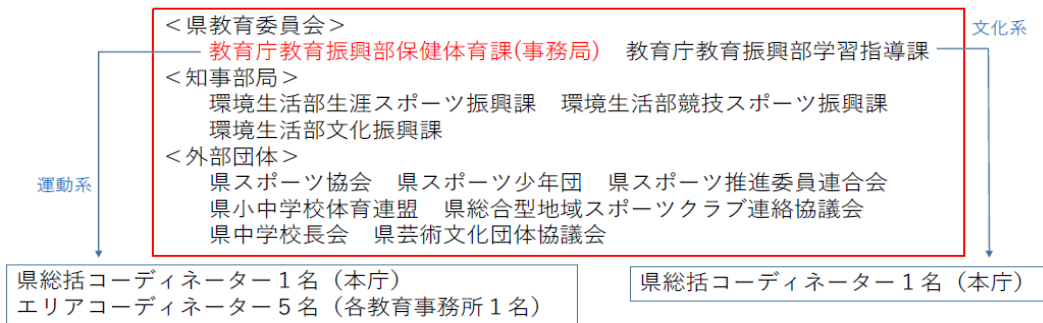 ＜県教育委員会＞
教育庁教育振興部保健体育課(事務局)　教育庁教育振興部学習指導課
文化系
＜知事部局＞
環境生活部生涯スポーツ振興課　環境生活部競技スポーツ振興課
環境生活部文化振興課
＜外部団体＞
運動系
県スポーツ協会　県スポーツ少年団　県スポーツ推進委員連合会
県小中学校体育連盟　県総合型地域スポーツクラブ連絡協議会
県中学校長会　県芸術文化団体協議会
県総括コーディネーター１名（本庁）
エリアコーディネーター５名（各教育事務所１名）
県総括コーディネーター１名（本庁）